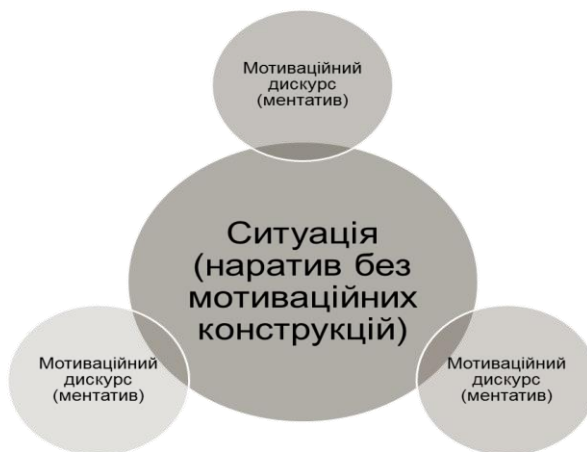 Мотиваційний
дискурс
(ментатив)
Ситуація
(наратив без
мотиваційних
конструкцій)
Мотиваційний
дискурс
(ментатив)
Мотиваційний
дискурс
(ментатив)